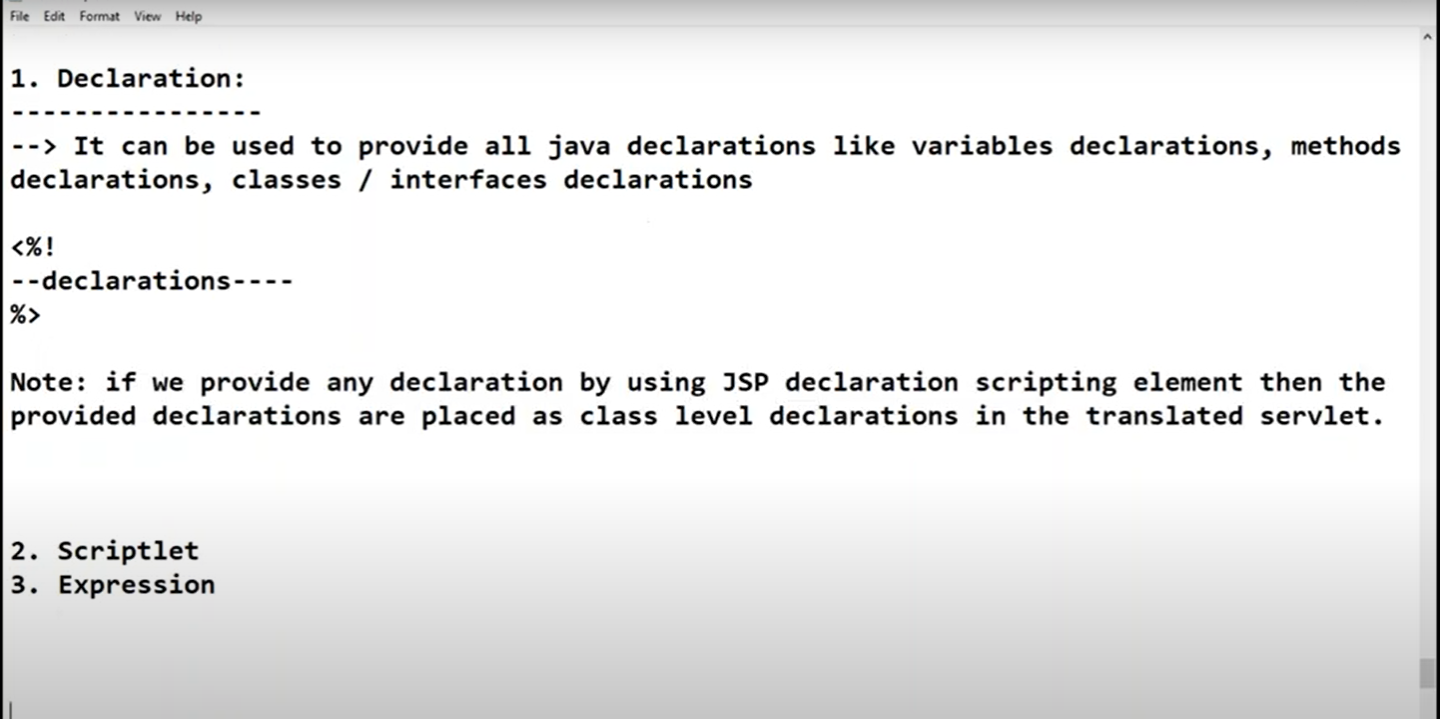 File Edit Format View Help
1. Declaration:
----------------
--> It can be used to provide all java declarations like variables declarations, methods
declarations, classes / interfaces declarations
<%!
--declarations----
%>
Note: if we provide any declaration by using JSP declaration scripting element then the
provided declarations are placed as class level declarations in the translated servlet.
2. Scriptlet
3. Expression